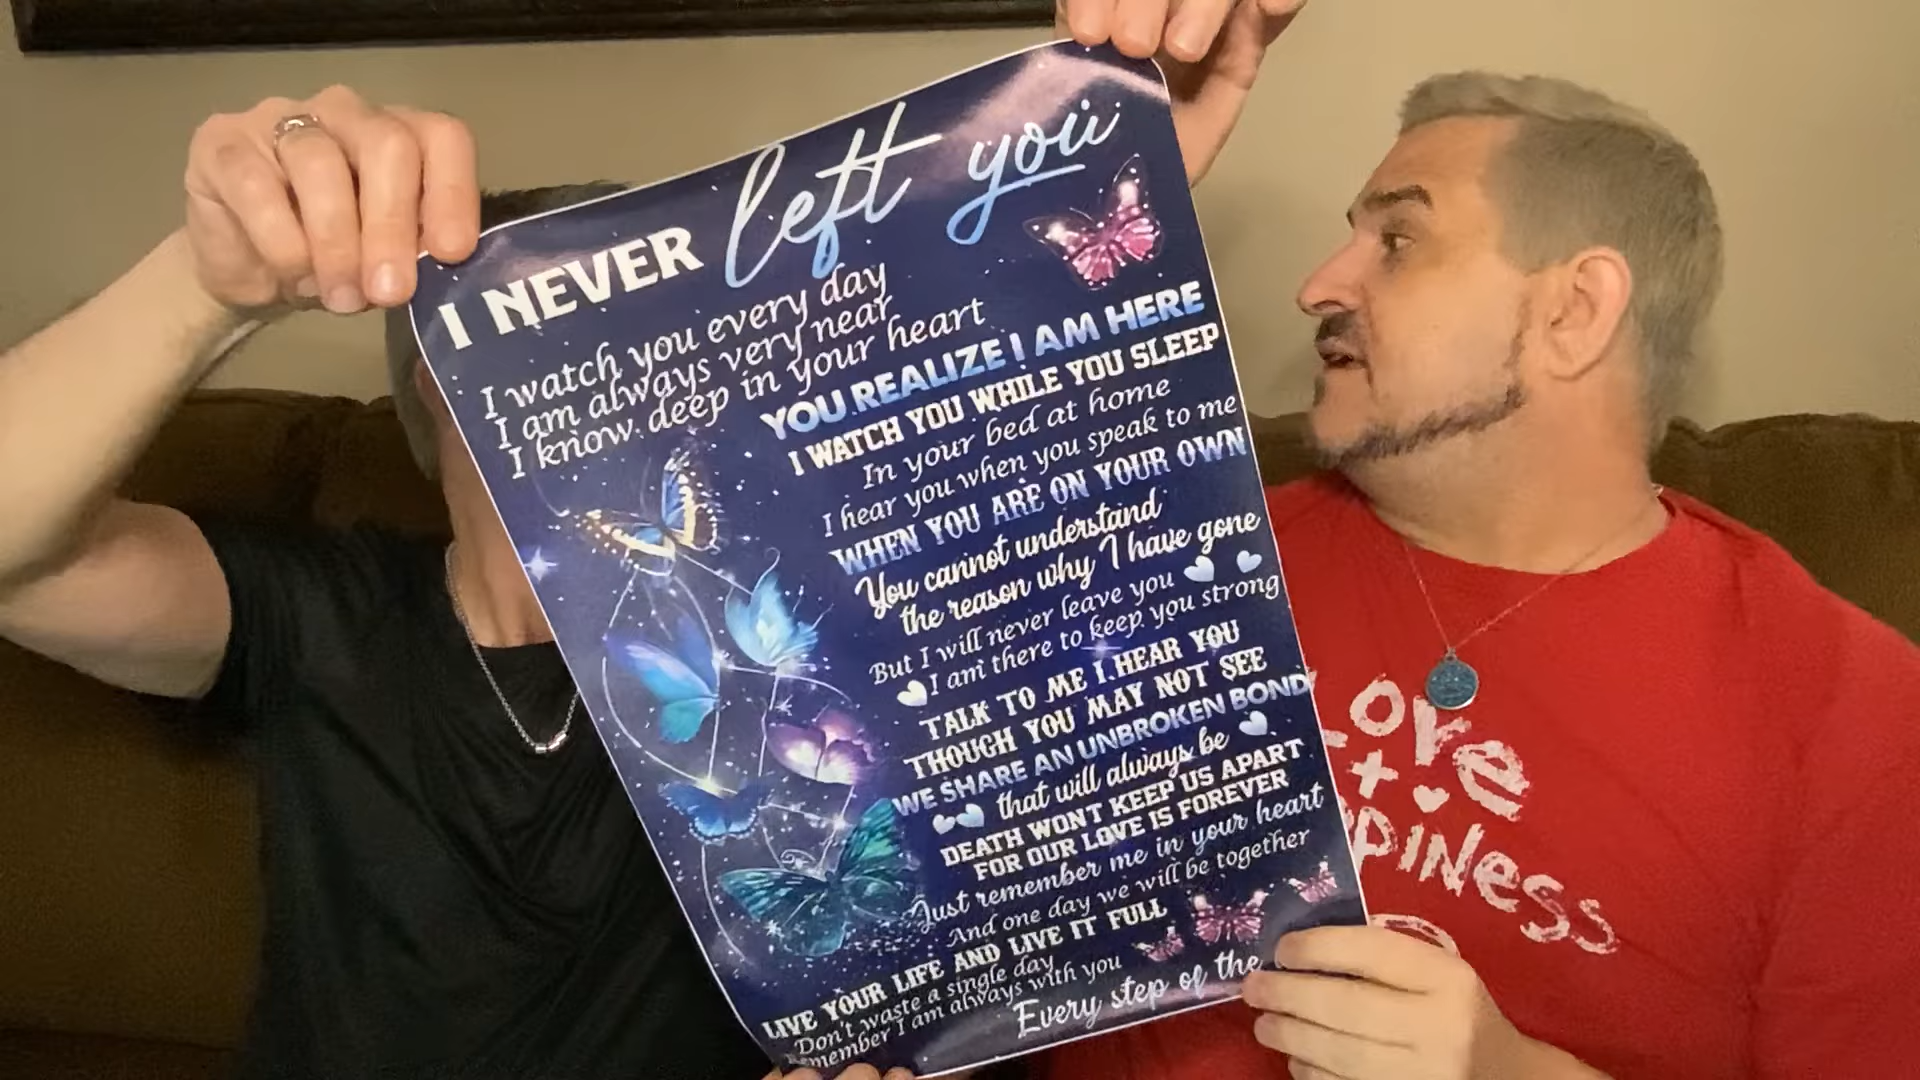 I NEVER left you
I watch you every day
I am always very near
I know deep in your heart
YOU REALIZE I AM HERE
I WATCH YOU WHILE YOU SLEEP
In your bed at home
I hear you when you speak to me
WHEN YOU ARE ON YOUR OWN
You cannot understand
the reason why I have gone
But I will never leave you
I am there to keep you strong
TALK TO ME I HEAR YOU
THOUGH YOU MAY NOT SEE
WE SHARE AN UNBROKEN BOND
that will always be
DEATH WONT KEEP US APART
FOR OUR LOVE IS FOREVER
Just remember me in your heart
And one day we will be together
LIVE YOUR LIFE AND LIVE IT FULL
Don't waste a single day
Remember I am always with you
Every step of the
Love
+
PPINESS